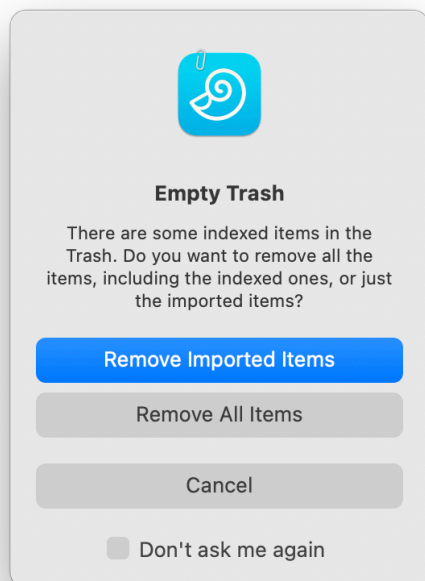 Empty Trash
There are some indexed items in the
Trash. Do you want to remove all the
items, including the indexed ones, or just
the imported items?
Remove Imported Items
Remove All Items
Cancel
Don't ask me again